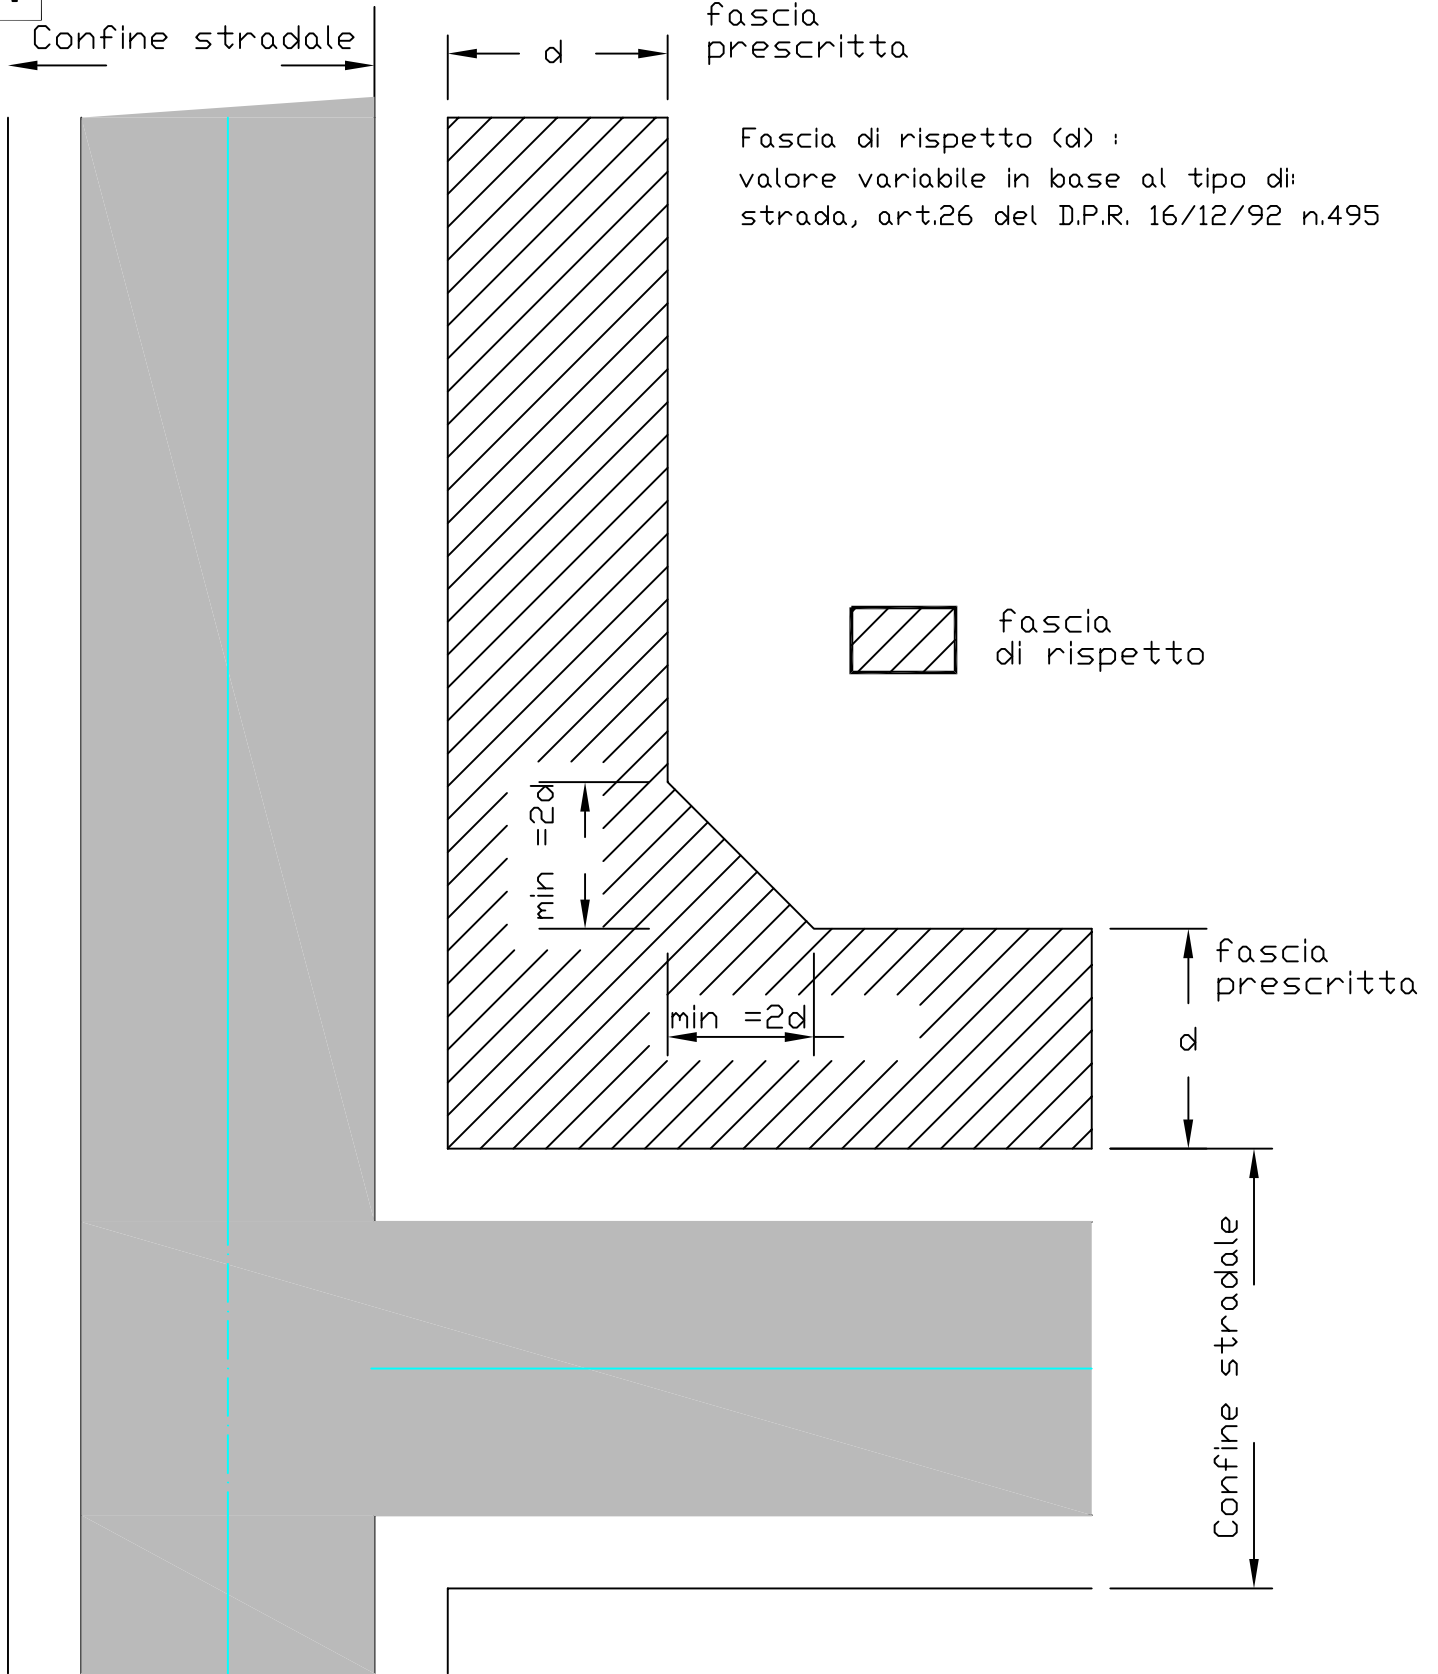 Confine stradale
d
fascia
prescritta
Fascia di rispetto (d) :
valore variabile in base al tipo di:
strada, art.26 del D.P.R. 16/12/92 n.495
fascia
di rispetto
min =2d
min =2d
fascia
prescritta
d
Confine stradale